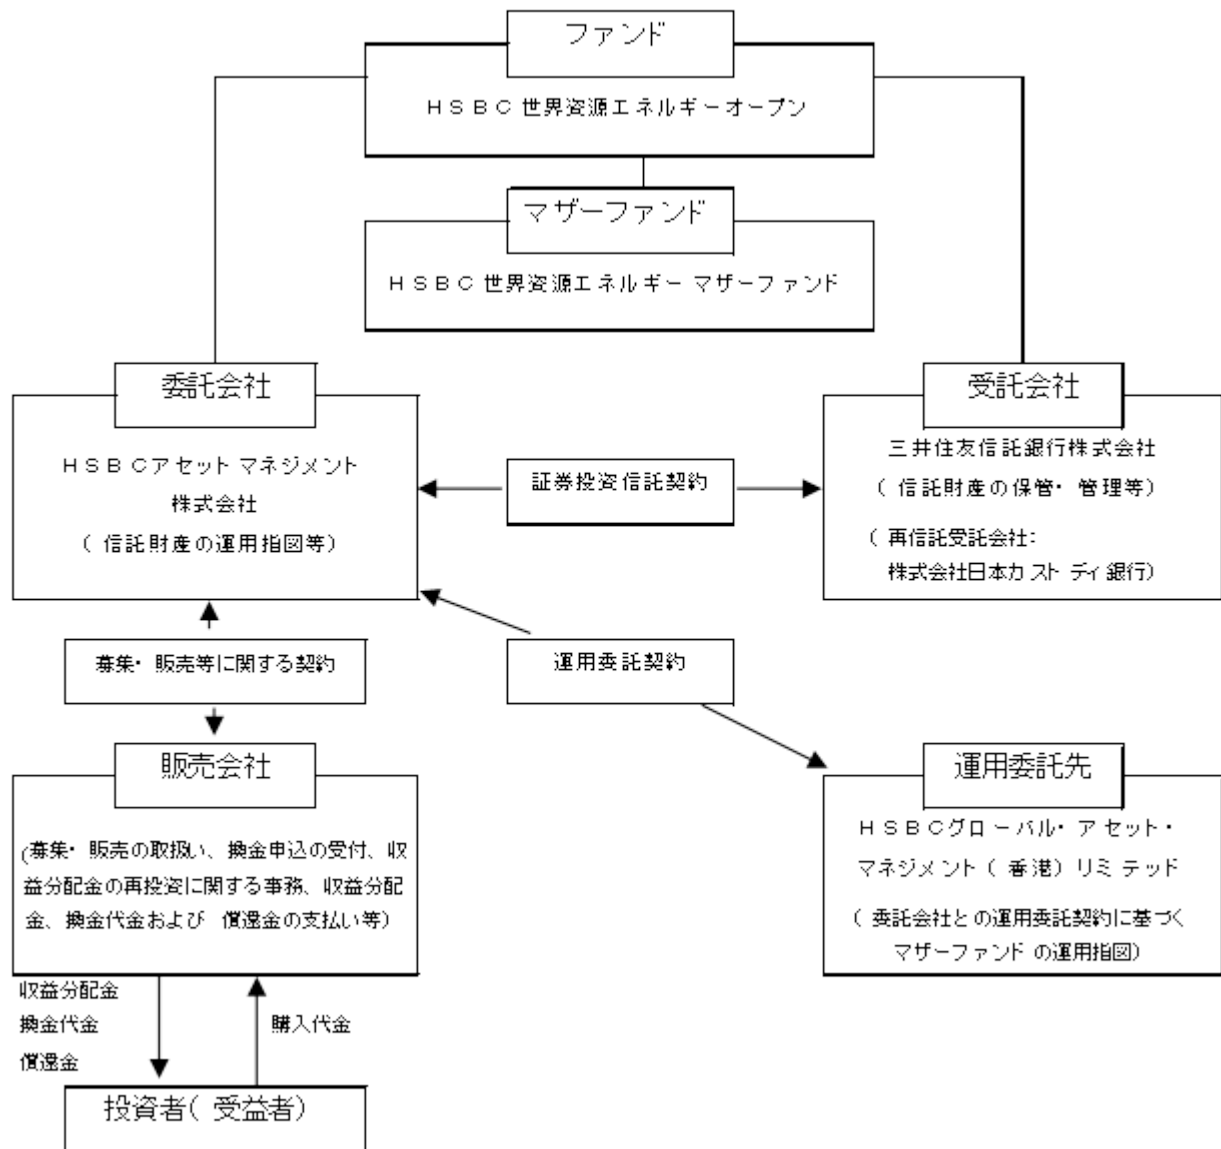 ファンド
HSBC 世界資源エネルギーオープン
マザーファンド
HSBC 世界資源エネルギー マザーファンド
委託会社
HSBCアセットマネジメント
株式会社
(信託財産の運用指図等)
証券投資信託契約
受託会社
三井住友信託銀行株式会社
(信託財産の保管・管理等)
(再信託受託会社:
株式会社日本カストディ銀行)
募集・販売等に関する契約
運用委託契約
販売会社
(募集・販売の取扱い、換金申込の受付、収
益分配金の再投資に関する事務、収益分配
金、換金代金および 償還金の支払い等)
運用委託先
HSBCグローバル・アセット・
マネジメント(香港)リミテッド
(委託会社との運用委託契約に基づく
マザーファンドの運用指図)
収益分配金
換金代金
償還金
購入代金
投資者(受益者)